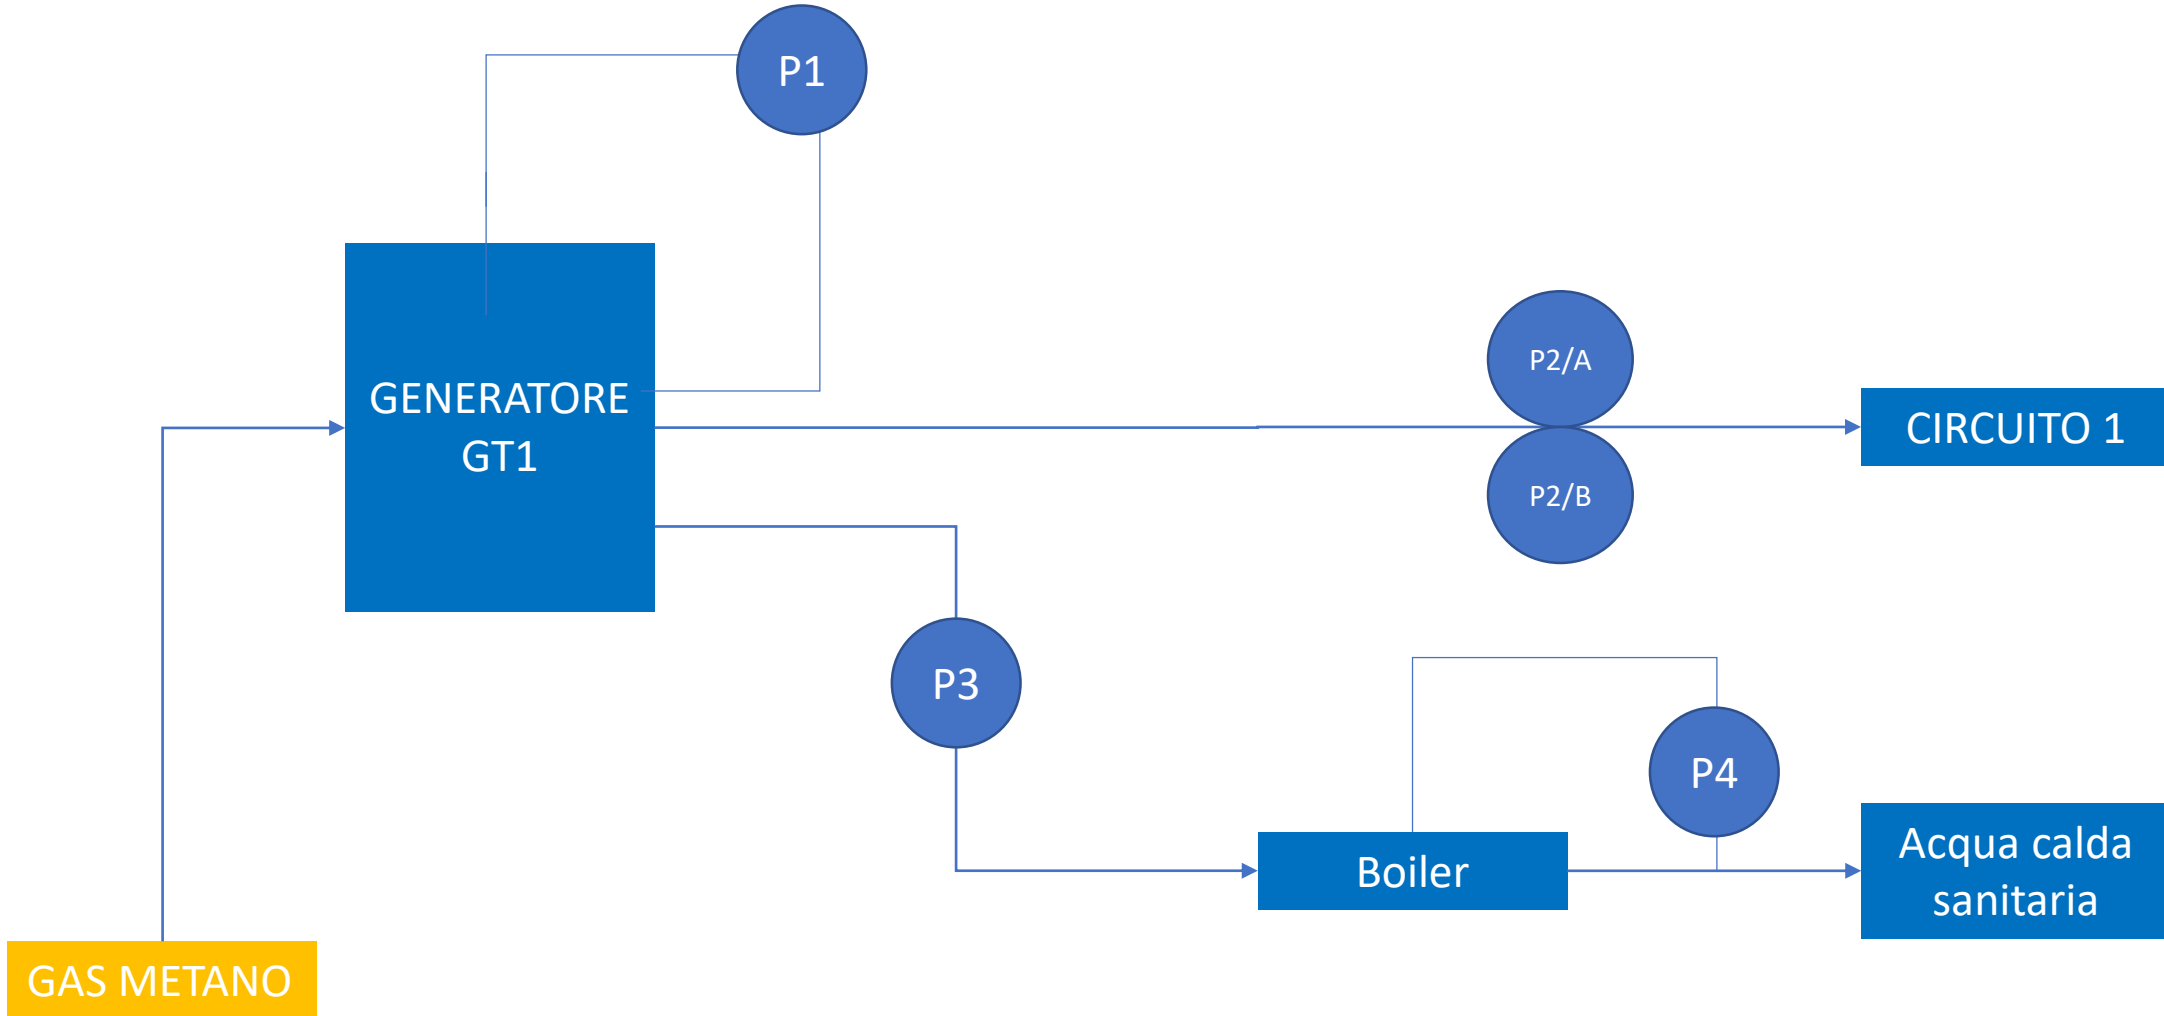 P1
P2/A
GENERATORE
GT1
CIRCUITO 1
P2/B
P3
P4
Boiler
Acqua calda
sanitaria
GAS METANO